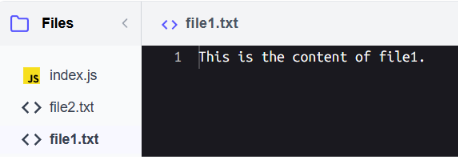 Files
file1.txt
JS index.js
file2.txt
file1.txt
1 This is the content of file1.